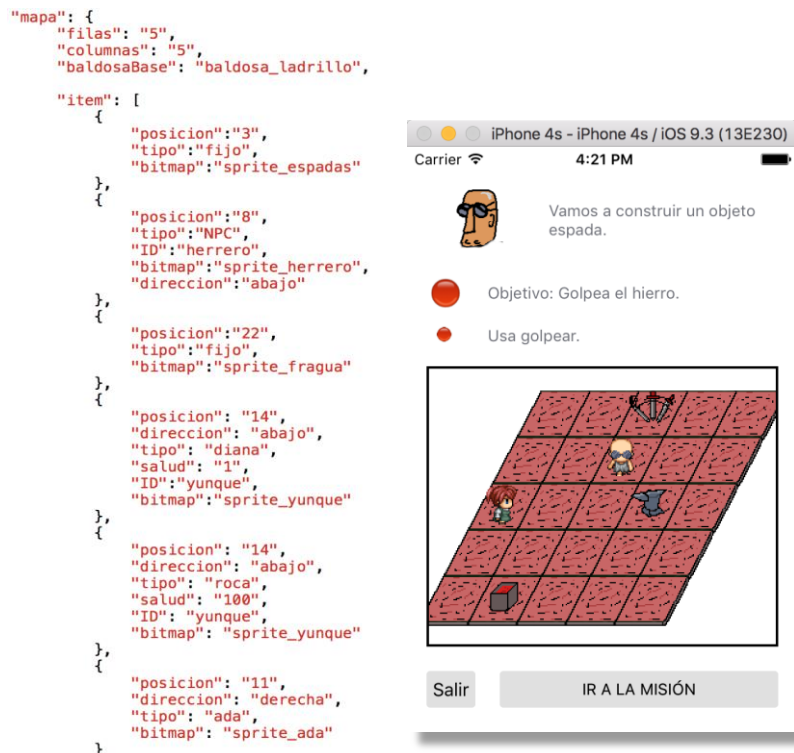 "mapa": {
"filas": "5",
"columnas": "5",
"baldosaBase": "baldosa_ladrillo",
"item": [
{
"posicion":"3",
"tipo":"fijo",
"bitmap":"sprite_espadas"
},
{
"posicion":"8",
"tipo":"NPC",
"ID":"herrero",
"bitmap":"sprite_herrero",
"direccion":"abajo"
},
{
"posicion":"22",
"tipo":"fijo",
"bitmap":"sprite_fragua"
},
{
"posicion": "14",
"direccion": "abajo",
"tipo": "diana",
"salud": "1",
"ID":"yunque",
"bitmap":"sprite_yunque"
},
{
"posicion": "14",
"direccion": "abajo",
"tipo": "roca",
"salud": "100",
"ID": "yunque",
"bitmap": "sprite_yunque"
},
{
"posicion": "11",
"direccion": "derecha",
"tipo": "ada",
"bitmap": "sprite_ada"
}
iPhone 4s - iPhone 4s / iOS 9.3 (13E230)
Carrier 4:21 PM
Vamos a construir un objeto
espada.
Objetivo: Golpea el hierro.
Usa golpear.
Salir IR A LA MISIÓN